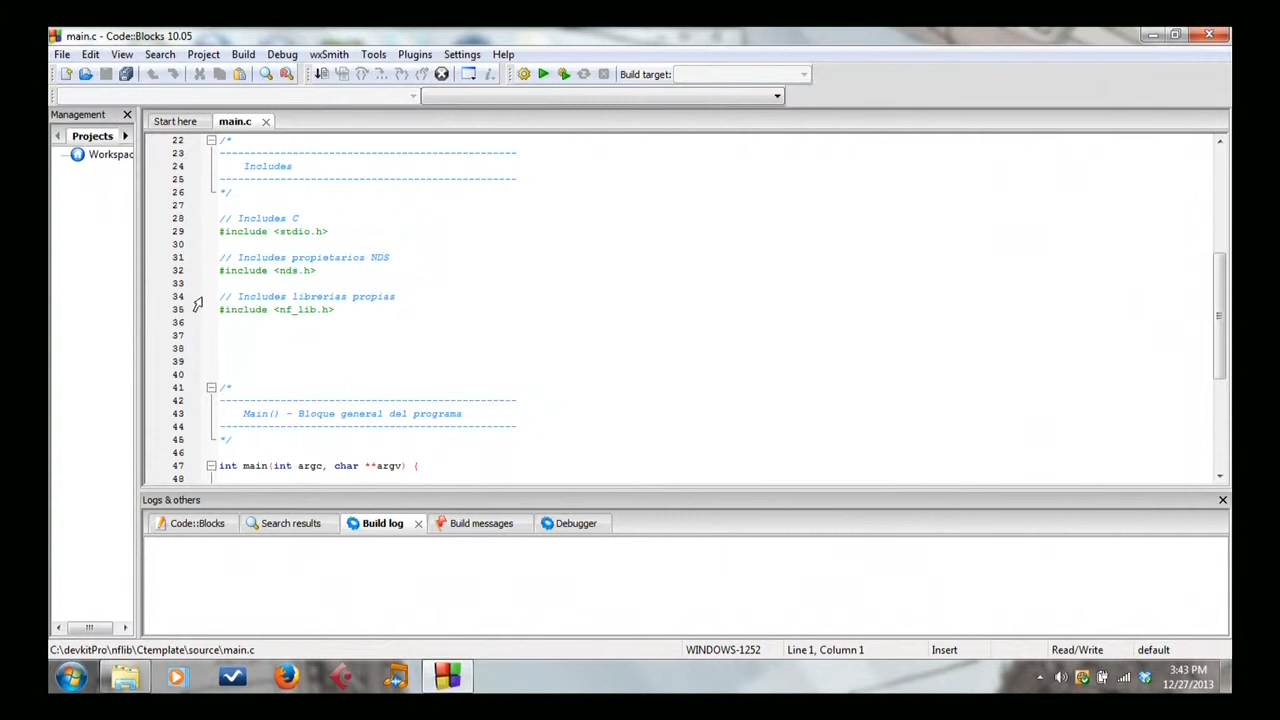 main.c - Code::Blocks 10.05
File Edit View Search Project Build Debug wxSmith Tools Plugins Settings Help
Build target:
Management
Start here main.c
Projects
Workspac
22 /*
23 -------------------------------------------------
24 Includes
25 -------------------------------------------------
26 */
27
28 // Includes C
29 #include <stdio.h>
30
31 // Includes propietarios NDS
32 #include <nds.h>
33
34 // Includes librerias propias
35 #include <nf_lib.h>
36
37
38
39
40
41 /*
42 -------------------------------------------------
43 Main() - Bloque general del programa
44 -------------------------------------------------
45 */
46
47 int main(int argc, char **argv) {
48
Logs & others
Code::Blocks Search results Build log Build messages Debugger
C:\devkitPro\nflib\Ctemplate\source\main.c WINDOWS-1252 Line 1, Column 1 Insert Read/Write default
3:43 PM
12/27/2013